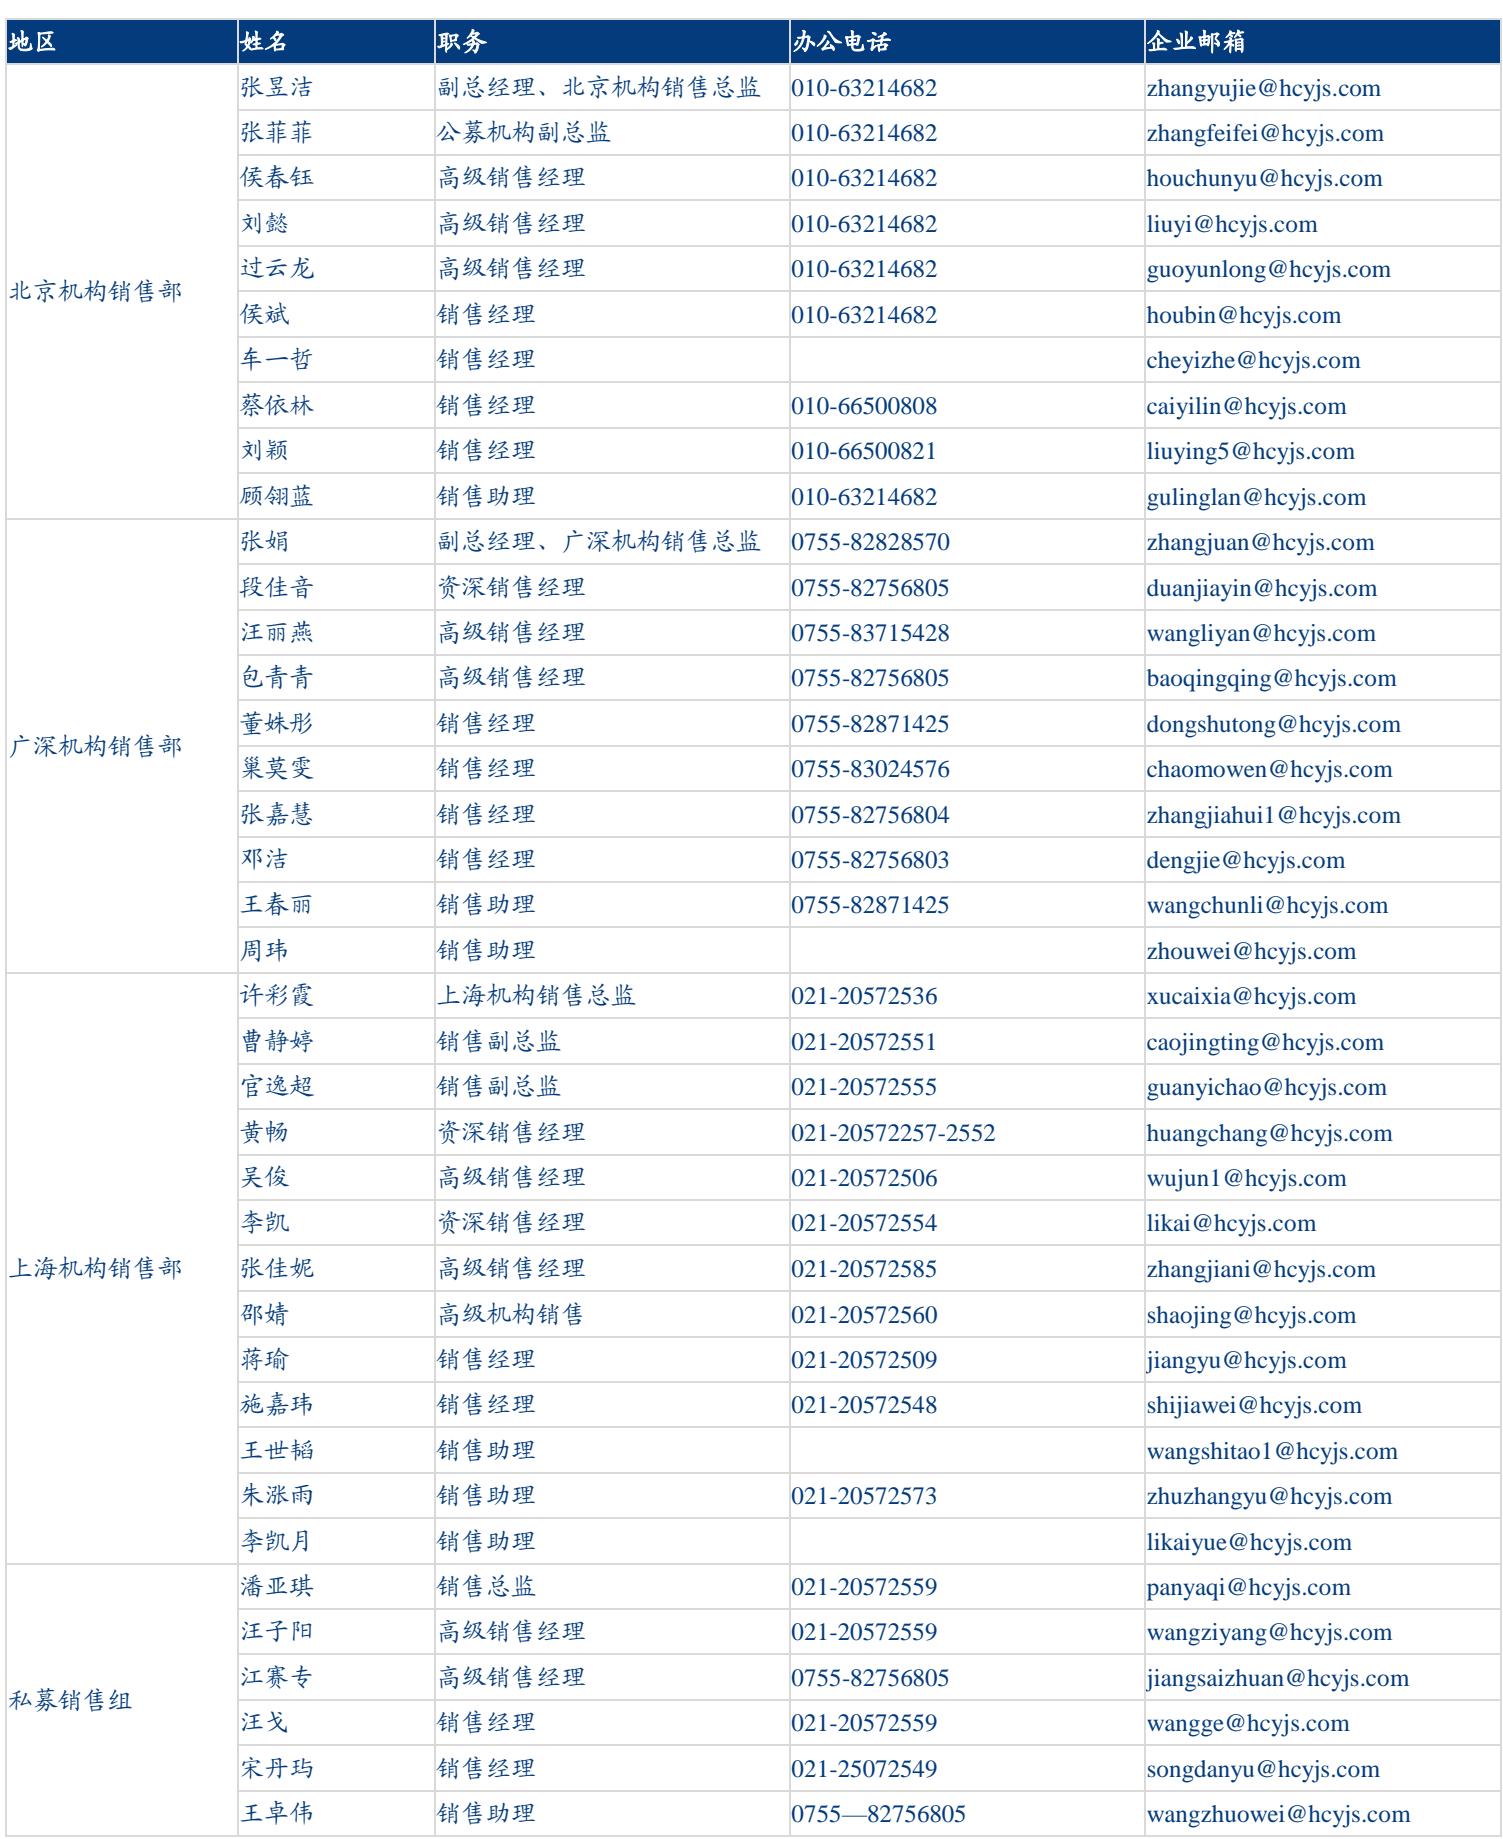 地区 姓名 职务 办公电话 企业邮箱
北京机构销售部
张昱洁 副总经理、北京机构销售总监 010-63214682 zhangyujie@hcyjs.com
张菲菲 公募机构副总监 010-63214682 zhangfeifei@hcyjs.com
侯春钰 高级销售经理 010-63214682 houchunyu@hcyjs.com
刘懿 高级销售经理 010-63214682 liuyi@hcyjs.com
过云龙 高级销售经理 010-63214682 guoyunlong@hcyjs.com
侯斌 销售经理 010-63214682 houbin@hcyjs.com
车一哲 销售经理 cheyizhe@hcyjs.com
蔡依林 销售经理 010-66500808 caiyilin@hcyjs.com
刘颖 销售经理 010-66500821 liuying5@hcyjs.com
顾翎蓝 销售助理 010-63214682 gulinglan@hcyjs.com
广深机构销售部
张娟 副总经理、广深机构销售总监 0755-82828570 zhangjuan@hcyjs.com
段佳音 资深销售经理 0755-82756805 duanjiayin@hcyjs.com
汪丽燕 高级销售经理 0755-83715428 wangliyan@hcyjs.com
包青青 高级销售经理 0755-82756805 baoqingqing@hcyjs.com
董姝彤 销售经理 0755-82871425 dongshutong@hcyjs.com
巢莫雯 销售经理 0755-83024576 chaomowen@hcyjs.com
张嘉慧 销售经理 0755-82756804 zhangjiahui1@hcyjs.com
邓洁 销售经理 0755-82756803 dengjie@hcyjs.com
王春丽 销售助理 0755-82871425 wangchunli@hcyjs.com
周玮 销售助理 zhouwei@hcyjs.com
上海机构销售部
许彩霞 上海机构销售总监 021-20572536 xucaixia@hcyjs.com
曹静婷 销售副总监 021-20572551 caojingting@hcyjs.com
官逸超 销售副总监 021-20572555 guanyichao@hcyjs.com
黄畅 资深销售经理 021-20572257-2552 huangchang@hcyjs.com
吴俊 高级销售经理 021-20572506 wujun1@hcyjs.com
李凯 资深销售经理 021-20572554 likai@hcyjs.com
张佳妮 高级销售经理 021-20572585 zhangjiani@hcyjs.com
邵婧 高级机构销售 021-20572560 shaojing@hcyjs.com
蒋瑜 销售经理 021-20572509 jiangyu@hcyjs.com
施嘉玮 销售经理 021-20572548 shijiawei@hcyjs.com
王世韬 销售助理 wangshitao1@hcyjs.com
朱涨雨 销售助理 021-20572573 zhuzhangyu@hcyjs.com
李凯月 销售助理 likaiyue@hcyjs.com
私募销售组
潘亚琪 销售总监 021-20572559 panyaqi@hcyjs.com
汪子阳 高级销售经理 021-20572559 wangziyang@hcyjs.com
江赛专 高级销售经理 0755-82756805 jiangsaizhuan@hcyjs.com
汪戈 销售经理 021-20572559 wangge@hcyjs.com
宋丹玙 销售经理 021-25072549 songdanyu@hcyjs.com
王卓伟 销售助理 0755—82756805 wangzhuowei@hcyjs.com